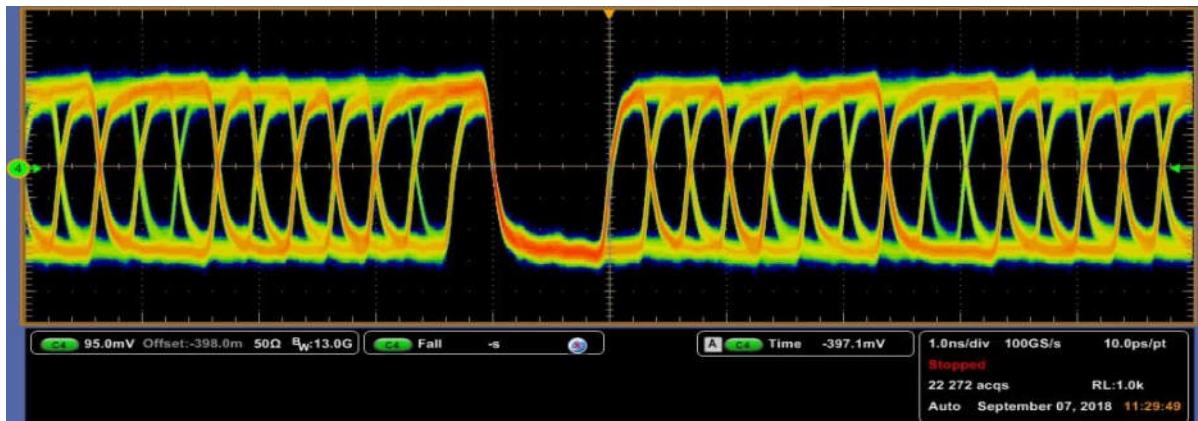 4
C4 95.0mV Offset:-398.0m 50Ω BW:13.0G
C4 Fall -s
A C4 Time -397.1mV
1.0ns/div 100GS/s 10.0ps/pt
Stopped
22 272 acqs RL:1.0k
Auto September 07, 2018 11:29:49